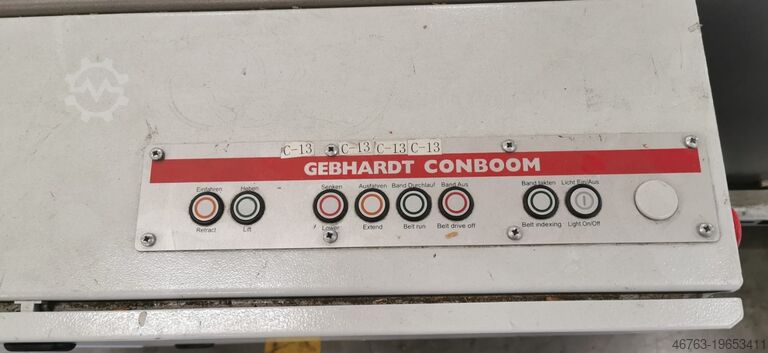 C-13 C-13 C-13 C-13
GEBHARDT CONBOOM
Einfahren Heben Senken Ausfahren Band Durchlauf Band Aus Band takten Licht Ein/Aus
Retract Lift Lower Extend Belt run Belt drive off Belt indexing Light On/Off
46763-19653411